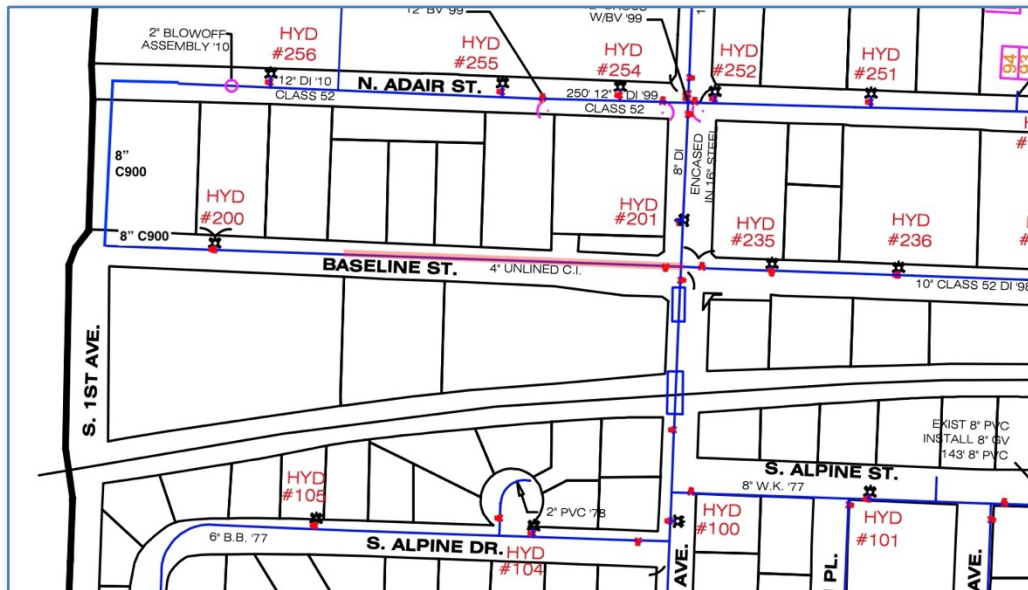 12" BV '99
W/BV '99
2" BLOWOFF
ASSEMBLY '10
HYD
#256
HYD
#255
HYD
#254
HYD
#252
HYD
#251
94
93
12" DI '10
CLASS 52
N. ADAIR ST.
250' 12" DI '99
CLASS 52
8"
C900
8" DI
ENCASED
IN 16" STEEL
HYD
#200
8" C900
HYD
#201
HYD
#235
HYD
#236
BASELINE ST.
4" UNLINED C.I.
10" CLASS 52 DI '98
S. 1ST AVE.
EXIST 8" PVC
INSTALL 8" GV
143' 8" PVC
S. ALPINE ST.
8" W.K. '77
HYD
#105
2" PVC '78
HYD
#100
HYD
#101
6" B.B. '77
S. ALPINE DR.
HYD
#104
AVE.
PL.
AVE.